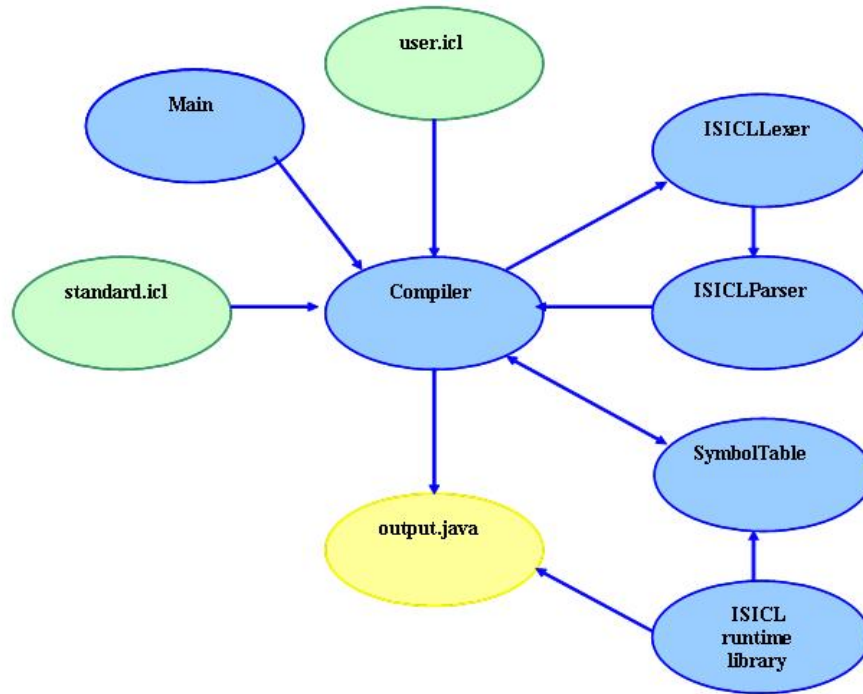 user.icl
Main
ISICLLexer
standard.icl
Compiler
ISICLParser
SymbolTable
output.java
ISICL
runtime
library